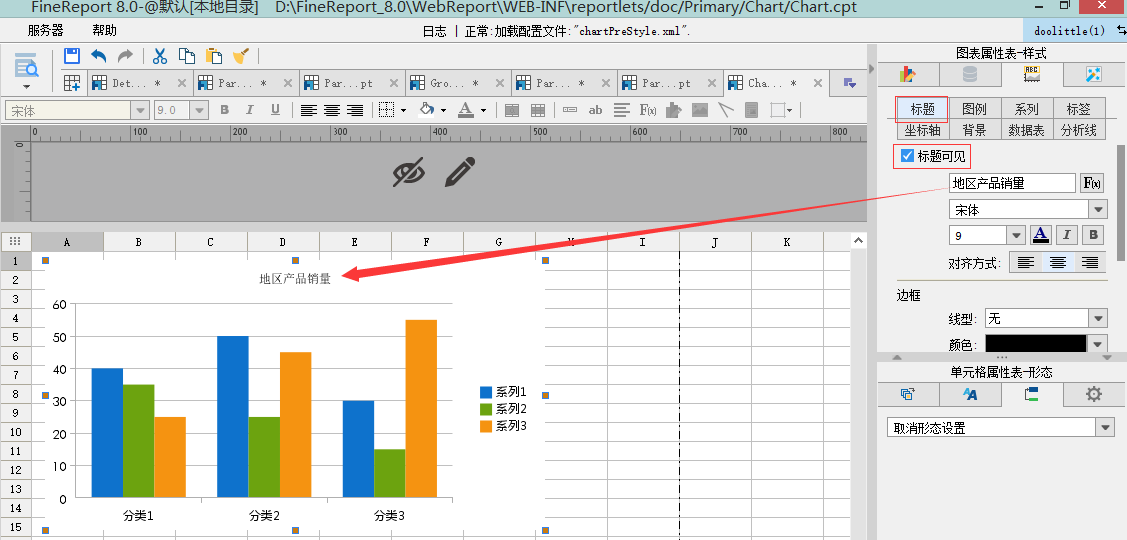 FineReport 8.0-@默认[本地目录] D:\FineReport_8.0\WebReport\WEB-INF\reportlets/doc/Primary/Chart/Chart.cpt
服务器 帮助 日志 | 正常:加载配置文件:"chartPreStyle.xml". doolittle(1)
图表属性表-样式
Det... * Par... * Par...pt Gro... * Par... * Par...pt Cha... *
宋体 9.0 B I U ab F(x)
标题 图例 系列 标签
坐标轴 背景 数据表 分析线
0 100 200 300 400 500 600 700 800
0
标题可见
地区产品销量 F(x)
宋体
9 A I B
对齐方式:
边框
线型: 无
颜色:
单元格属性表-形态
取消形态设置
A B C D E F G H I J K
1
2
3
4
5
6
7
8
9
10
11
12
13
14
15
地区产品销量
60
50
40
30
20
10
0
分类1 分类2 分类3
系列1
系列2
系列3